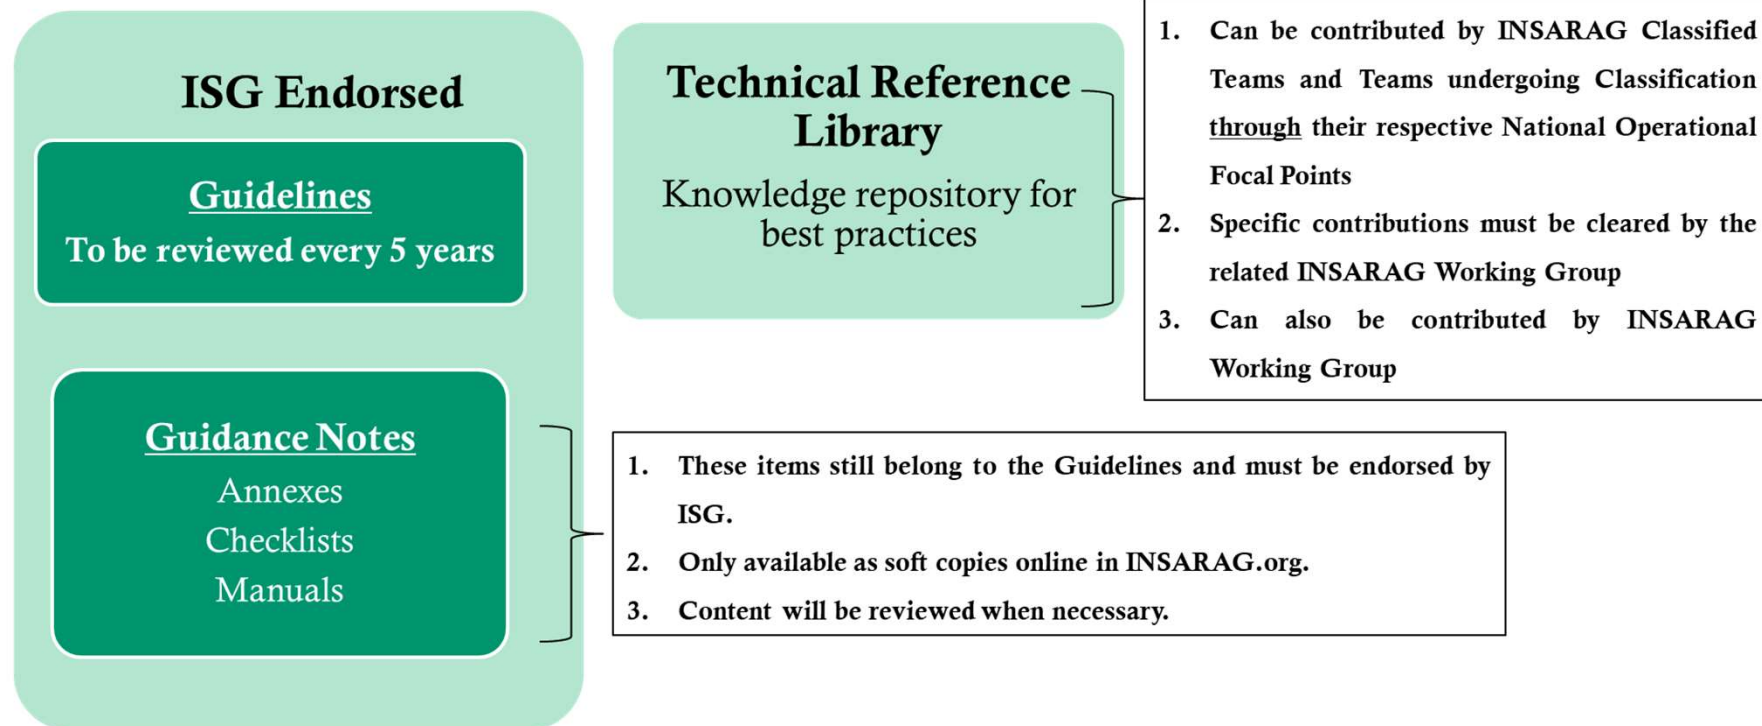 ISG Endorsed
Guidelines
To be reviewed every 5 years
Guidance Notes
Annexes
Checklists
Manuals
Technical Reference
Library
Knowledge repository for
best practices
1. Can be contributed by INSARAG Classified
Teams and Teams undergoing Classification
through their respective National Operational
Focal Points
2. Specific contributions must be cleared by the
related INSARAG Working Group
3. Can also be contributed by INSARAG
Working Group
1. These items still belong to the Guidelines and must be endorsed by
ISG.
2. Only available as soft copies online in INSARAG.org.
3. Content will be reviewed when necessary.